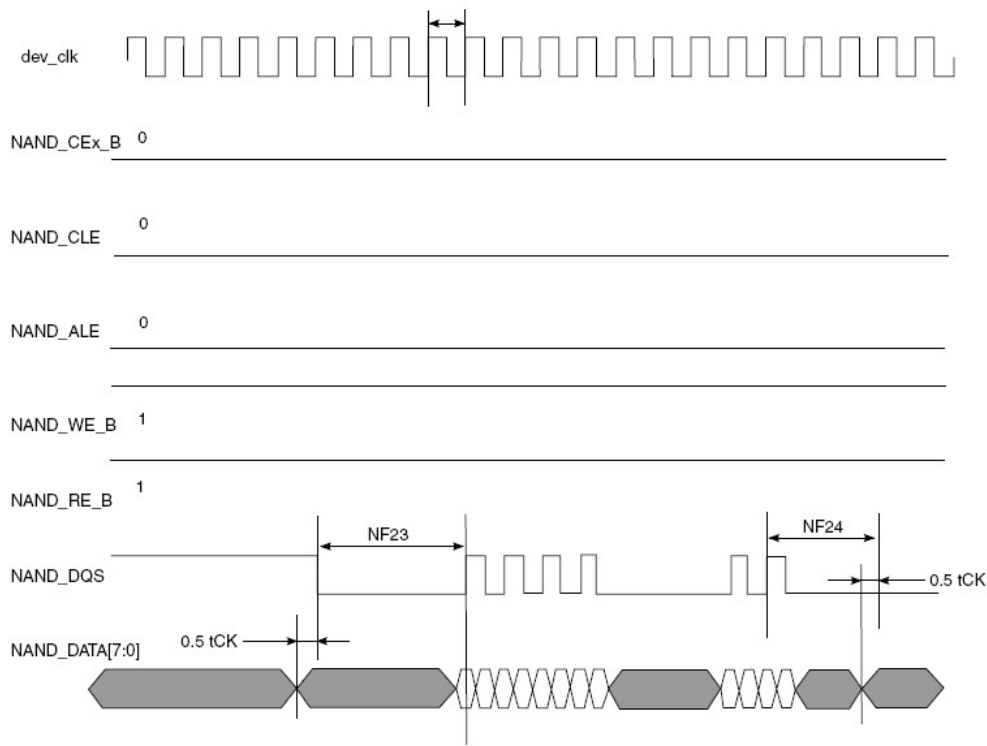 dev_clk
NAND_CEx_B 0
NAND_CLE 0
NAND_ALE 0
NAND_WE_B 1
NAND_RE_B 1
NF23
NF24
NAND_DQS
0.5 tCK
0.5 tCK
NAND_DATA[7:0]